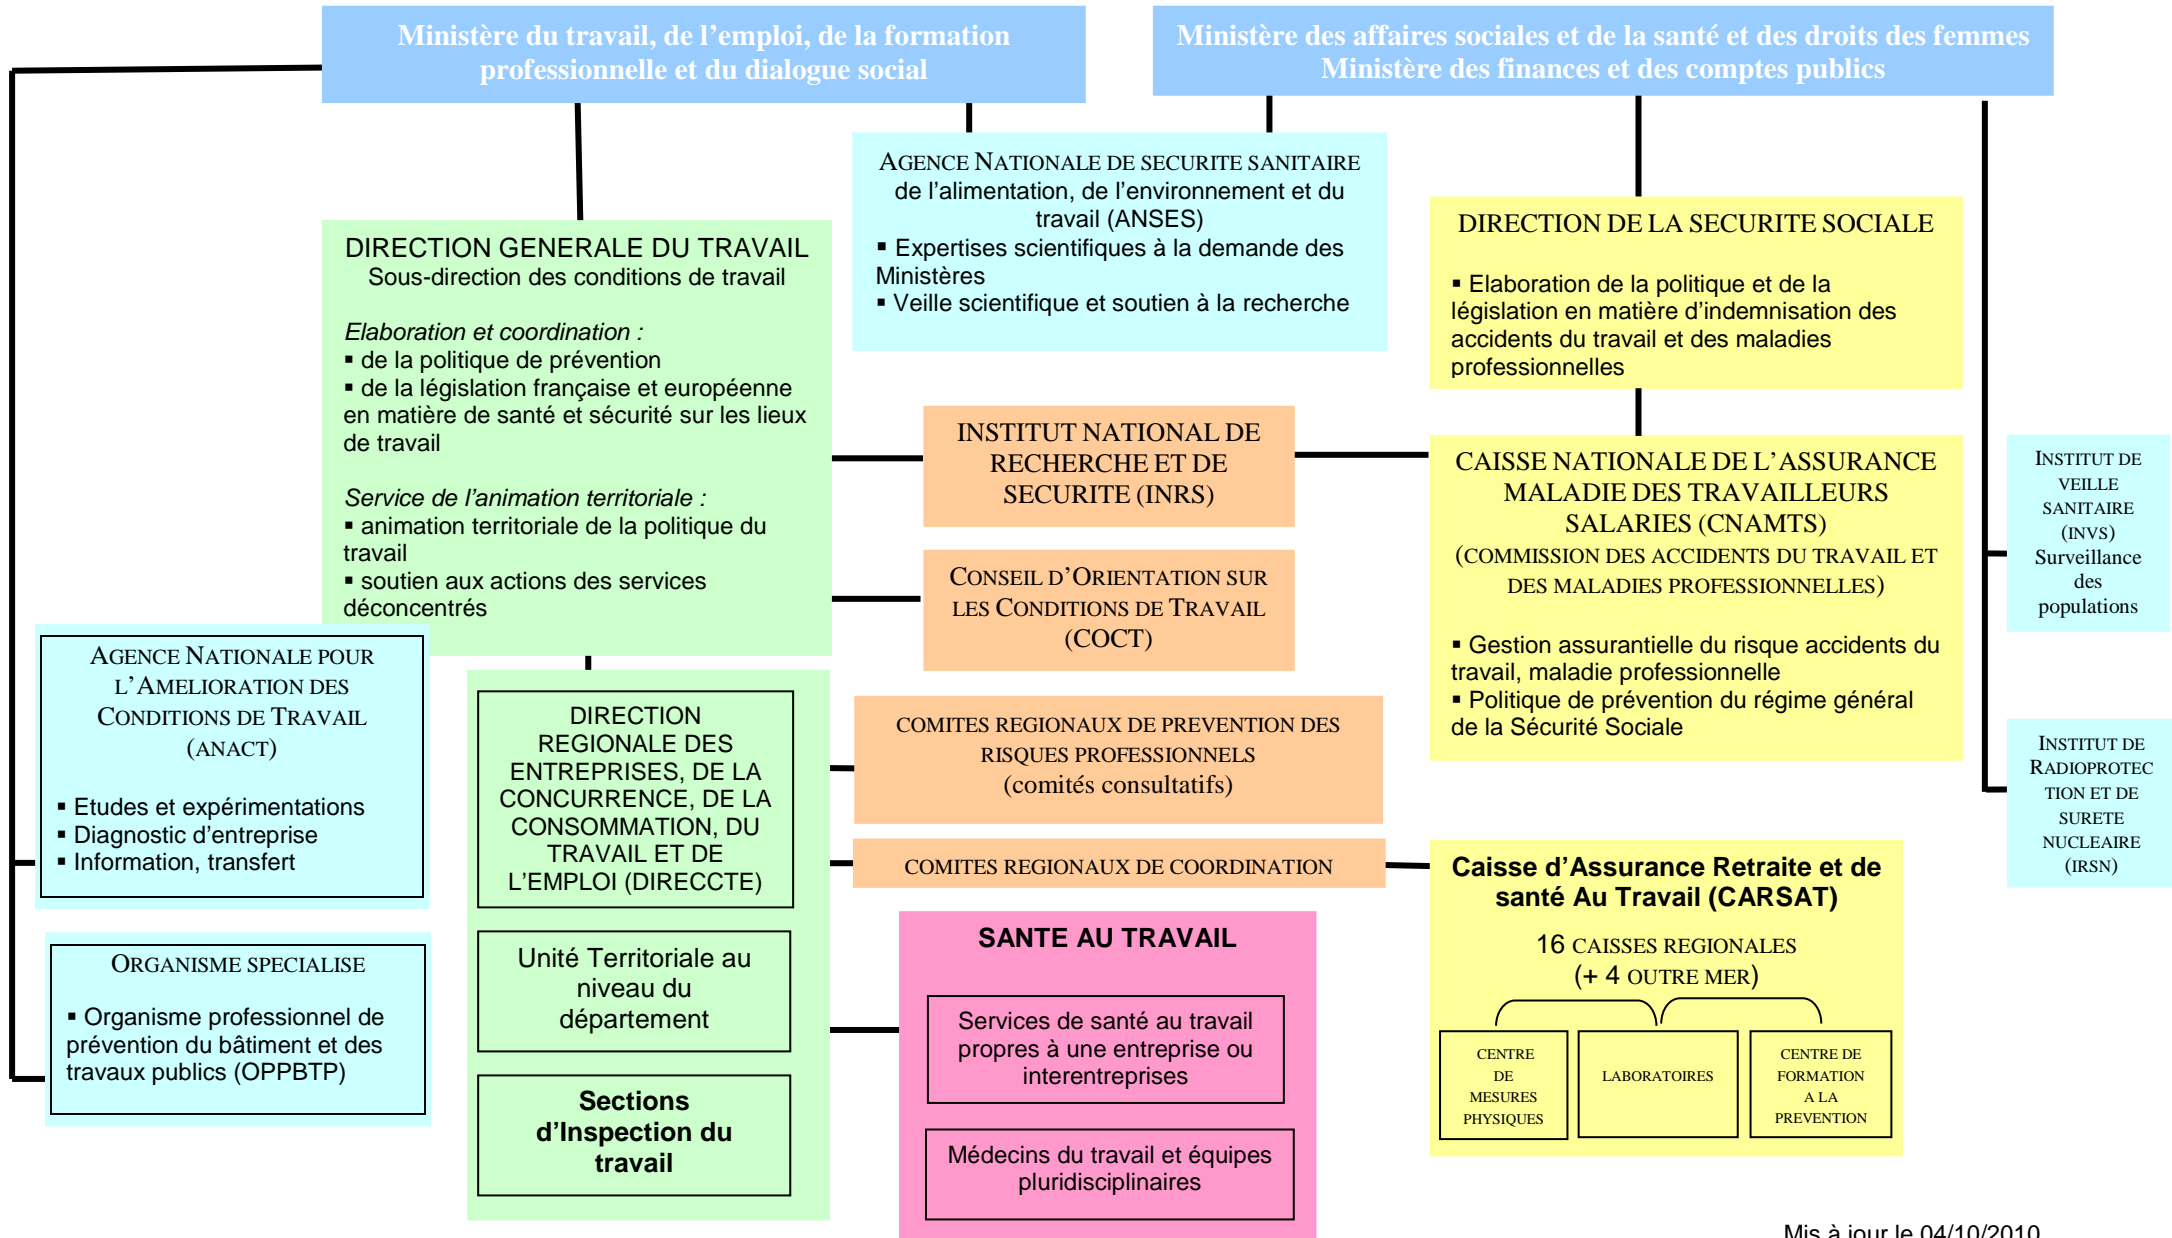 Ministère du travail, de l’emploi, de la formation
professionnelle et du dialogue social
Ministère des affaires sociales et de la santé et des droits des femmes
Ministère des finances et des comptes publics
AGENCE NATIONALE DE SECURITE SANITAIRE
de l’alimentation, de l’environnement et du
travail (ANSES)
▪ Expertises scientifiques à la demande des
Ministères
▪ Veille scientifique et soutien à la recherche
DIRECTION GENERALE DU TRAVAIL
Sous-direction des conditions de travail
Elaboration et coordination :
▪ de la politique de prévention
▪ de la législation française et européenne
en matière de santé et sécurité sur les lieux
de travail
Service de l’animation territoriale :
▪ animation territoriale de la politique du
travail
▪ soutien aux actions des services
déconcentrés
DIRECTION DE LA SECURITE SOCIALE
▪ Elaboration de la politique et de la
législation en matière d’indemnisation des
accidents du travail et des maladies
professionnelles
INSTITUT NATIONAL DE
RECHERCHE ET DE
SECURITE (INRS)
CAISSE NATIONALE DE L’ASSURANCE
MALADIE DES TRAVAILLEURS
SALARIES (CNAMTS)
(COMMISSION DES ACCIDENTS DU TRAVAIL ET
DES MALADIES PROFESSIONNELLES)
▪ Gestion assurantielle du risque accidents du
travail, maladie professionnelle
▪ Politique de prévention du régime général
de la Sécurité Sociale
INSTITUT DE
VEILLE
SANITAIRE
(INVS)
Surveillance
des
populations
CONSEIL D’ORIENTATION SUR
LES CONDITIONS DE TRAVAIL
(COCT)
AGENCE NATIONALE POUR
L’AMELIORATION DES
CONDITIONS DE TRAVAIL
(ANACT)
▪ Etudes et expérimentations
▪ Diagnostic d’entreprise
▪ Information, transfert
DIRECTION
REGIONALE DES
ENTREPRISES, DE LA
CONCURRENCE, DE LA
CONSOMMATION, DU
TRAVAIL ET DE
L’EMPLOI (DIRECCTE)
COMITES REGIONAUX DE PREVENTION DES
RISQUES PROFESSIONNELS
(comités consultatifs)
INSTITUT DE
RADIOPROTEC
TION ET DE
SURETE
NUCLEAIRE
(IRSN)
COMITES REGIONAUX DE COORDINATION
Caisse d’Assurance Retraite et de
santé Au Travail (CARSAT)
16 CAISSES REGIONALES
(+ 4 OUTRE MER)
CENTRE
DE
MESURES
PHYSIQUES
LABORATOIRES
CENTRE DE
FORMATION
A LA
PREVENTION
ORGANISME SPECIALISE
▪ Organisme professionnel de
prévention du bâtiment et des
travaux publics (OPPBTP)
Unité Territoriale au
niveau du
département
Sections
d’Inspection du
travail
SANTE AU TRAVAIL
Services de santé au travail
propres à une entreprise ou
interentreprises
Médecins du travail et équipes
pluridisciplinaires
Mis à jour le 04/10/2010